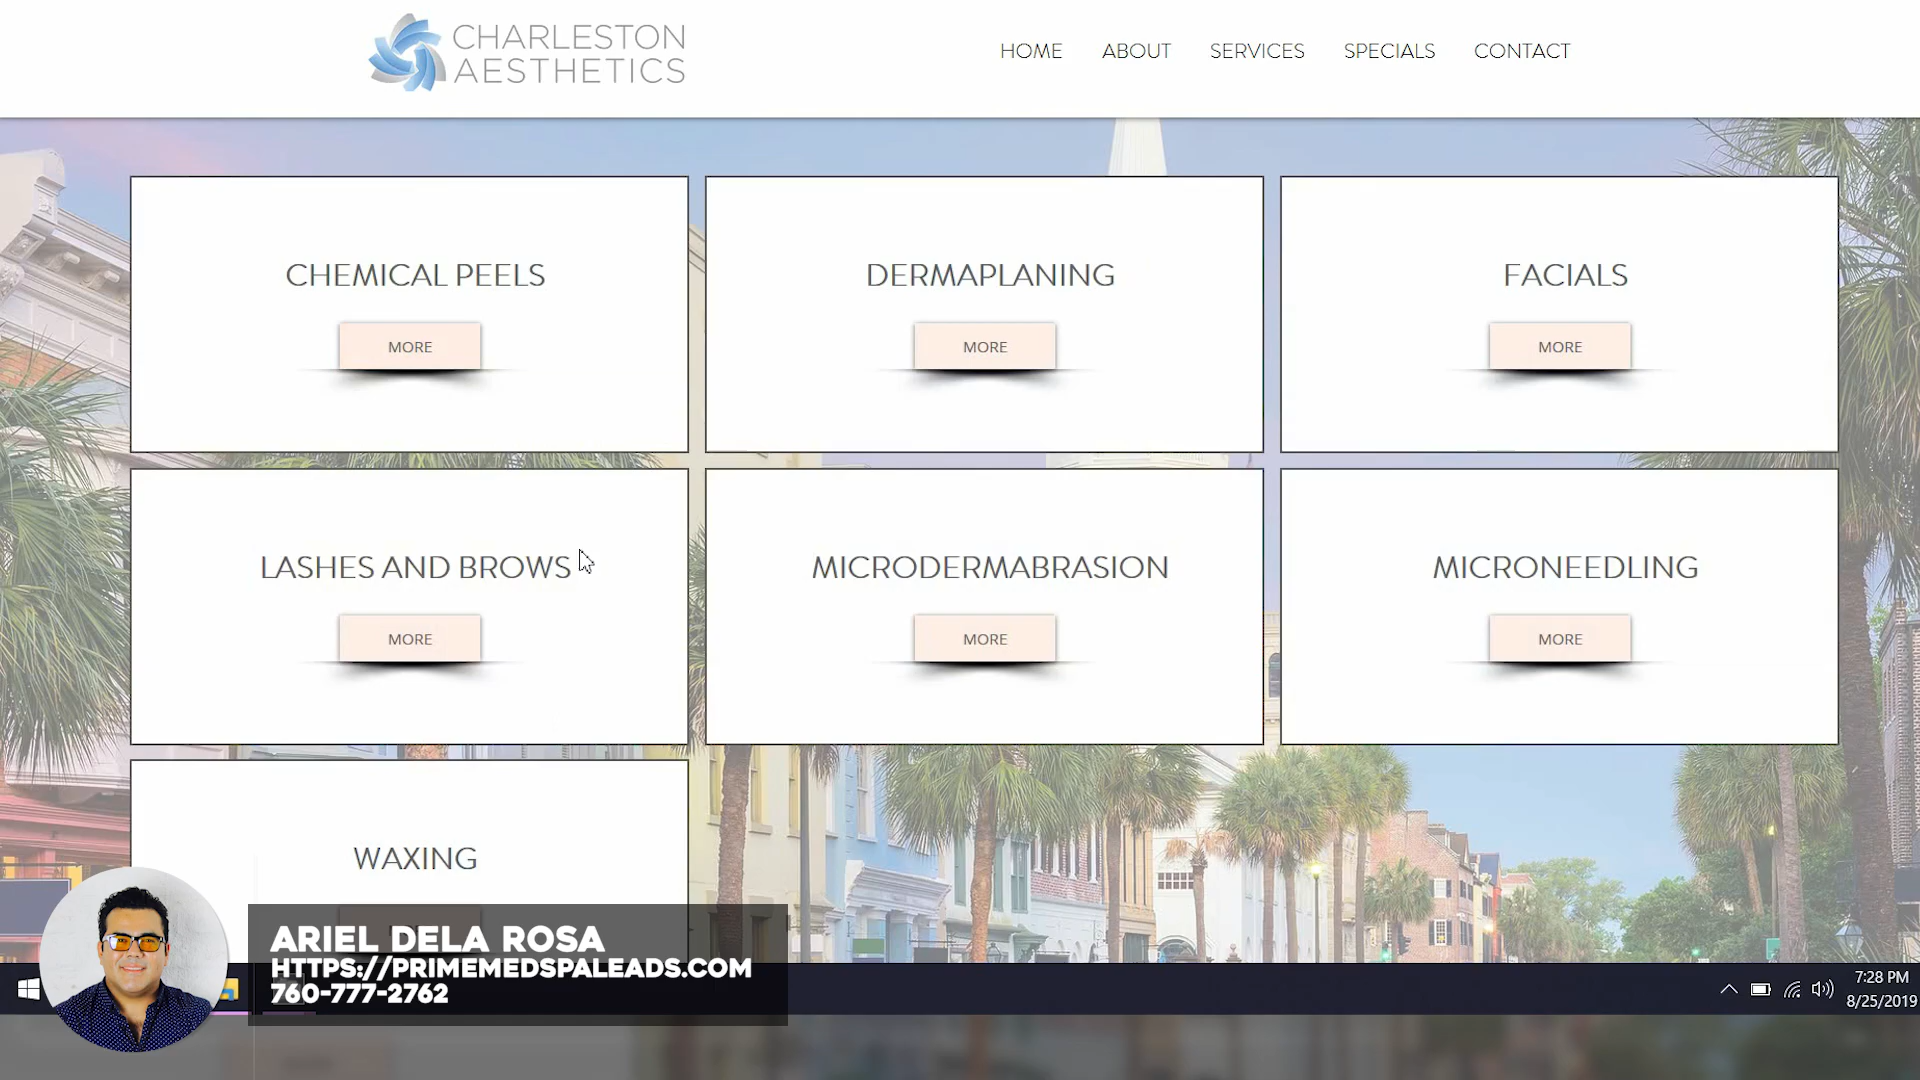 CHARLESTON
AESTHETICS
HOME
ABOUT
SERVICES
SPECIALS
CONTACT
CHEMICAL PEELS
MORE
DERMAPLANING
MORE
FACIALS
MORE
LASHES AND BROWS
MORE
MICRODERMABRASION
MORE
MICRONEEDLING
MORE
WAXING
ARIEL DELA ROSA
HTTPS://PRIMEMEDSPALEADS.COM
760-777-2762
7:28 PM
8/25/2019